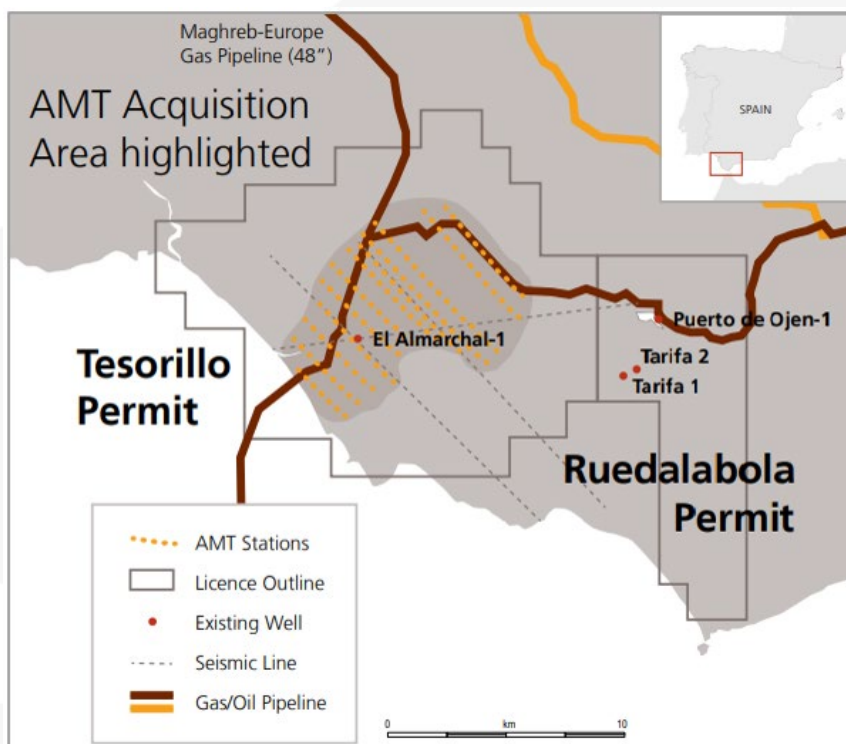 Maghreb-Europe
Gas Pipeline (48”)
AMT Acquisition
Area highlighted
SPAIN
Puerto de Ojen-1
El Almarchal-1
Tarifa 2
Tarifa 1
Tesorillo
Permit
Ruedalabola
Permit
AMT Stations
Licence Outline
Existing Well
Seismic Line
Gas/Oil Pipeline
0 km 10